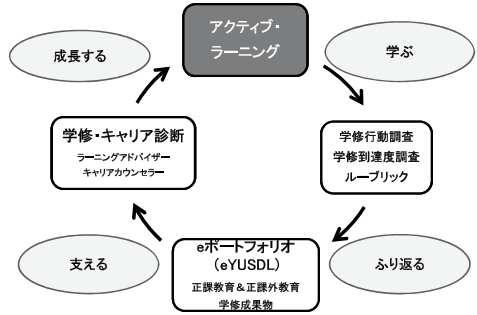 アクティブ・
ラーニング
成長する
学ぶ
学修・キャリア診断
ラーニングアドバイザー
キャリアカウンセラー
学修行動調査
学修到達度調査
ルーブリック
eポートフォリオ
(eYUSDL)
正課教育&正課外教育
学修成果物
支える
ふり返る